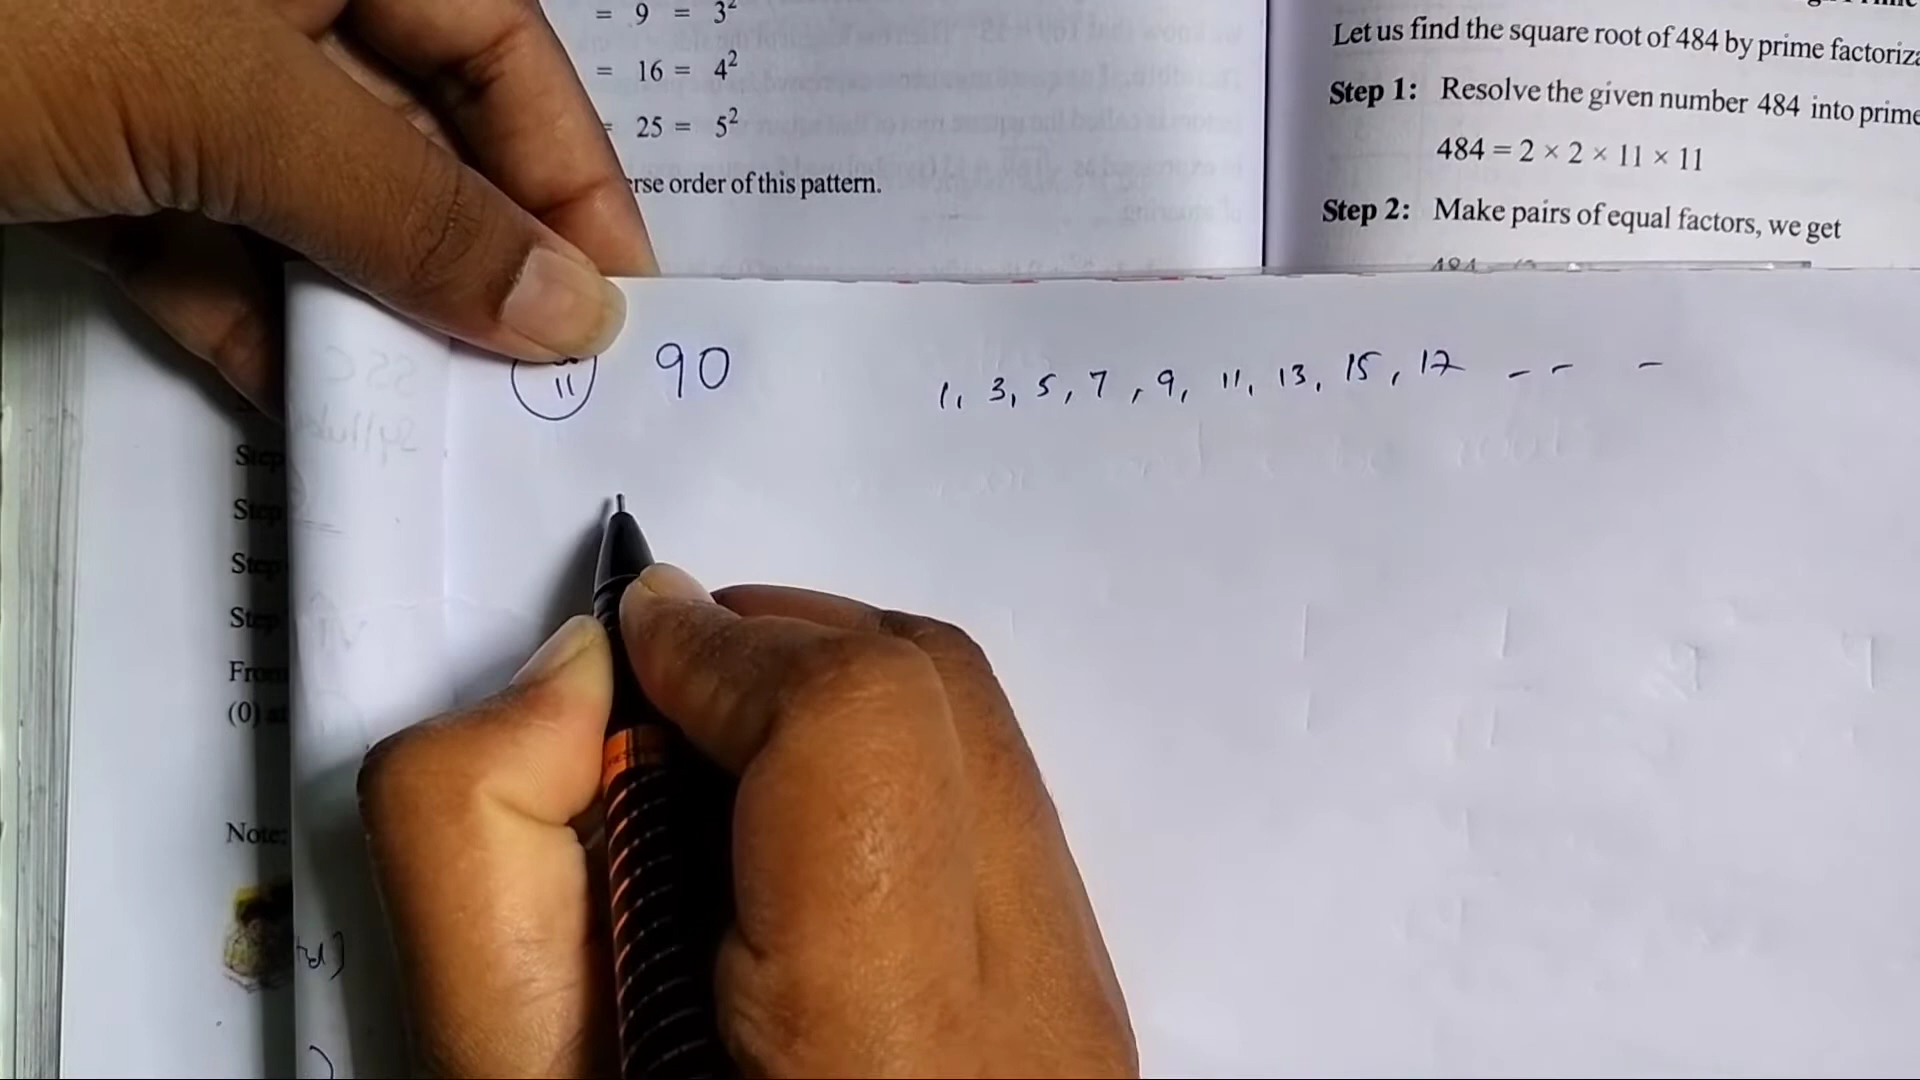 = 9 = 3²
= 16 = 4²
= 25 = 5²
rse order of this pattern.
Let us find the square root of 484 by prime factoriza
Step 1: Resolve the given number 484 into prime
484 = 2 × 2 × 11 × 11
Step 2: Make pairs of equal factors, we get
11 90
1, 3, 5, 7, 9, 11, 13, 15, 17 - - -
Step
Step
Step
Step
From
(0) at
Note: